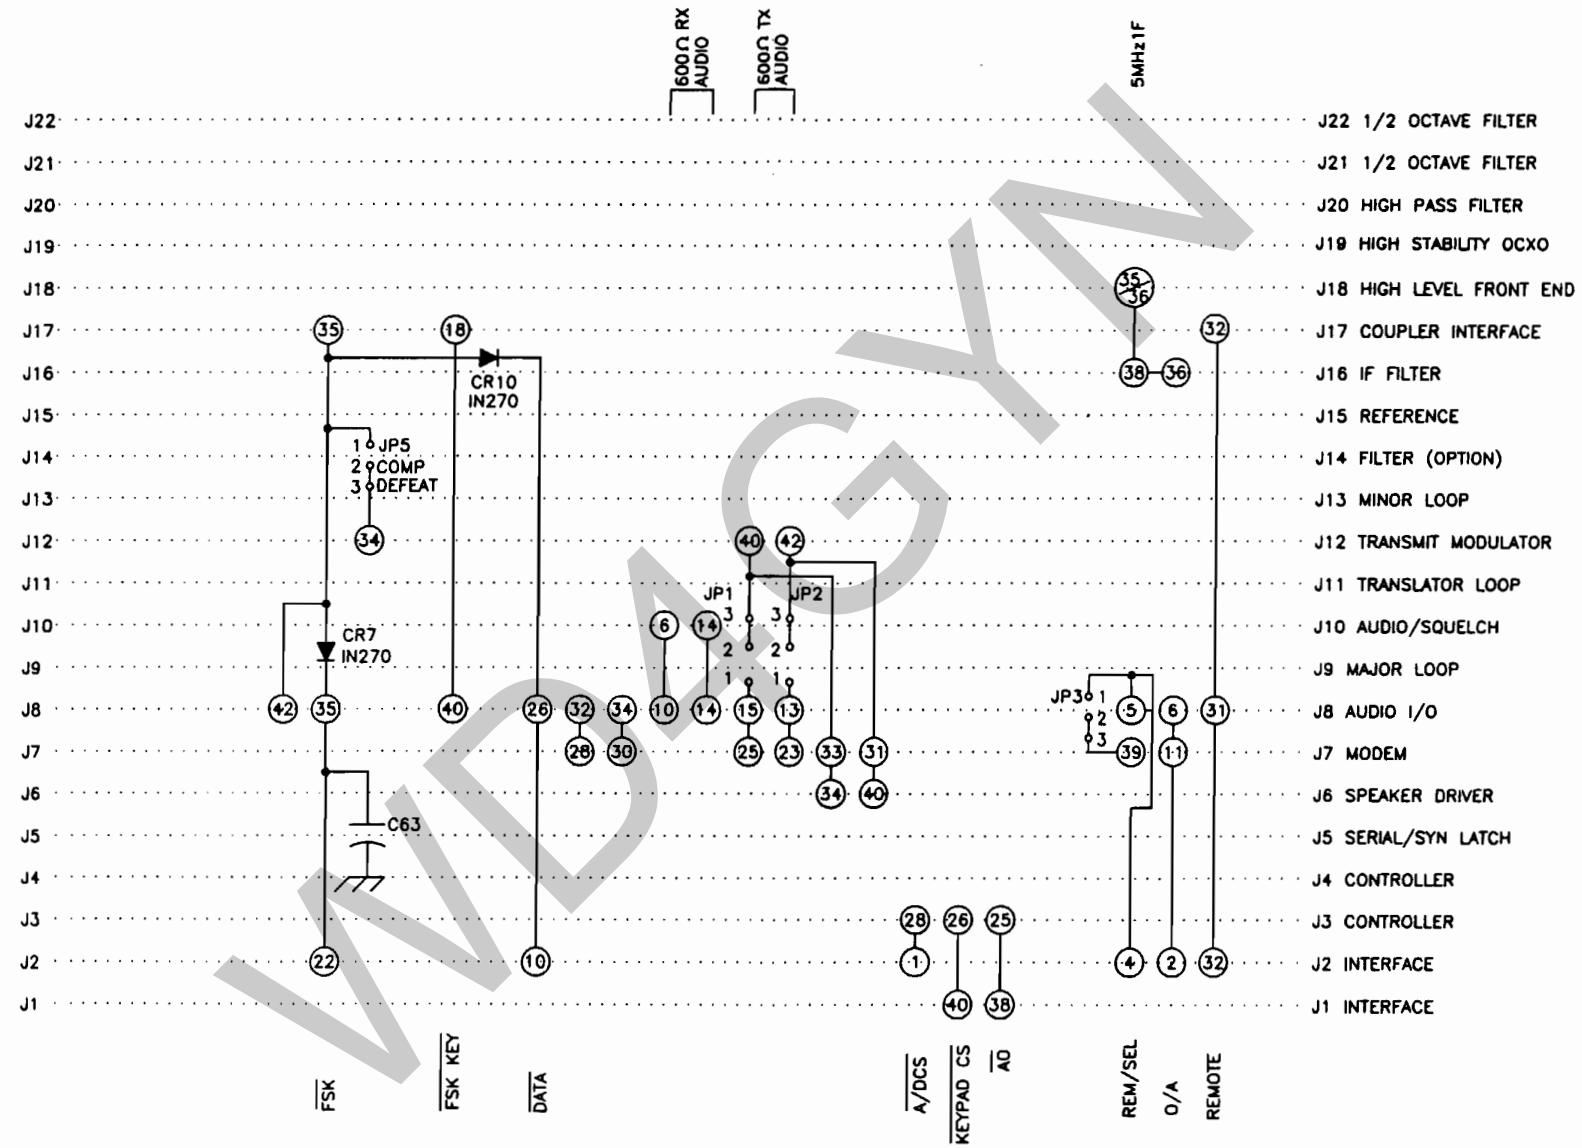 600Ω RX
AUDIO
600Ω TX
AUDIO
5MHz1F
J22 J22 1/2 OCTAVE FILTER
J21 J21 1/2 OCTAVE FILTER
J20 J20 HIGH PASS FILTER
J19 J19 HIGH STABILITY OCXO
J18 35/36 J18 HIGH LEVEL FRONT END
J17 35 18 32 J17 COUPLER INTERFACE
CR10
IN270
J16 38 36 J16 IF FILTER
J15 J15 REFERENCE
1 JP5
2 COMP
3 DEFEAT
J14 J14 FILTER (OPTION)
J13 J13 MINOR LOOP
J12 34 40 42 J12 TRANSMIT MODULATOR
J11 J11 TRANSLATOR LOOP
JP1 JP2
3 3
2 2
1 1
J10 6 14 J10 AUDIO/SQUELCH
CR7
IN270
J9 J9 MAJOR LOOP
JP3 1
2
3
J8 42 35 40 26 32 34 10 14 15 13 5 6 31 J8 AUDIO I/O
J7 28 30 25 23 33 31 39 11 J7 MODEM
J6 34 40 J6 SPEAKER DRIVER
C63
J5 J5 SERIAL/SYN LATCH
J4 J4 CONTROLLER
J3 28 26 25 J3 CONTROLLER
J2 22 10 1 4 2 32 J2 INTERFACE
J1 40 38 J1 INTERFACE
FSK
FSK KEY
DATA
A/DCS
KEYPAD CS
AO
REM/SEL
O/A
REMOTE
WD4GYN